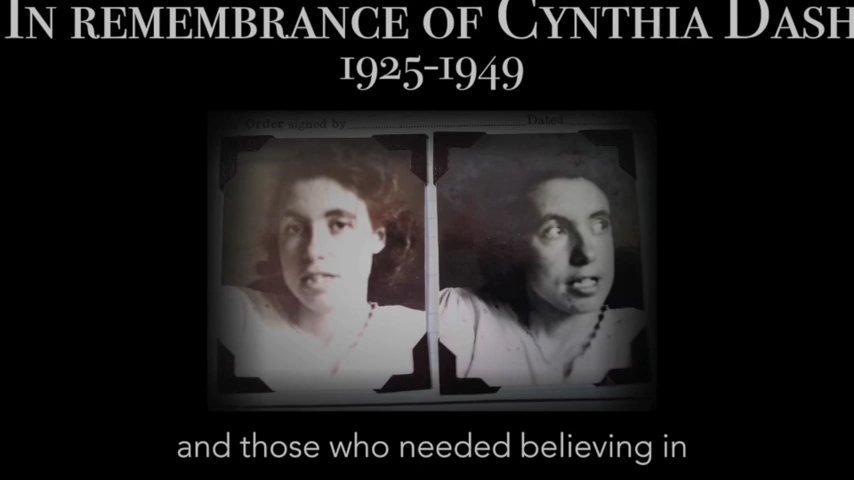 IN REMEMBRANCE OF CYNTHIA DASH
1925-1949
Order signed by Dated
and those who needed believing in